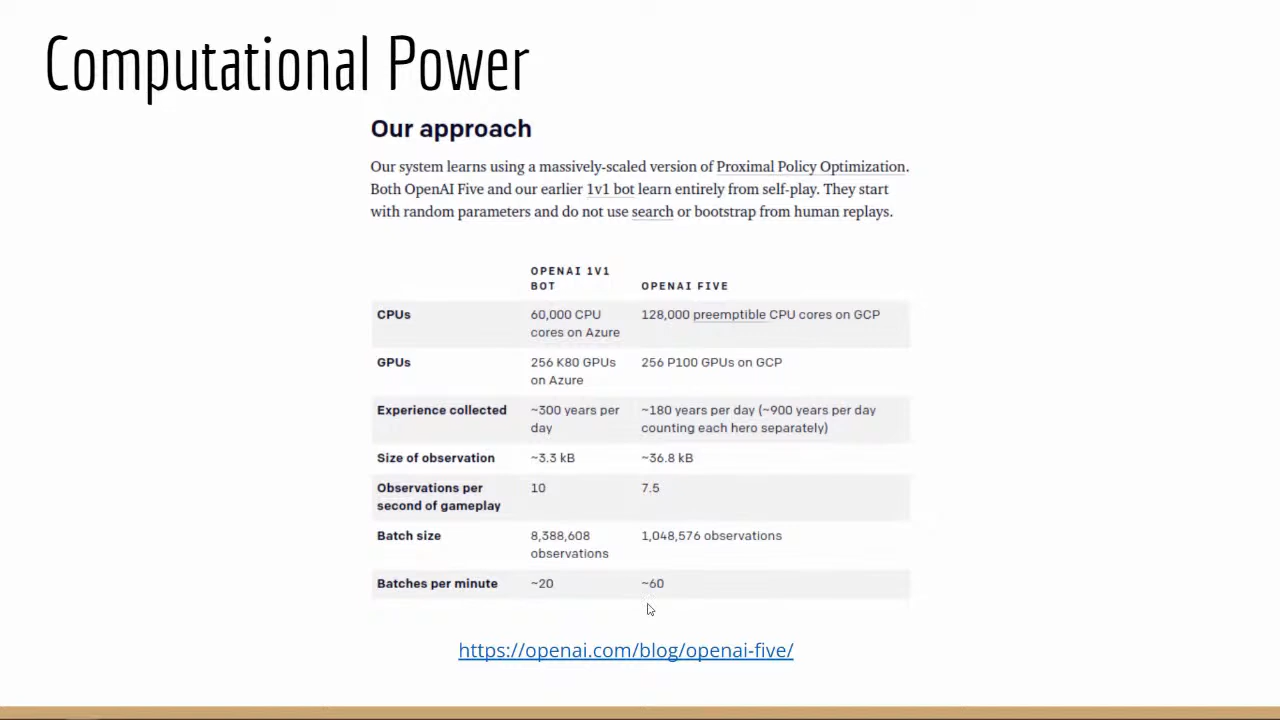 Computational Power
Our approach
Our system learns using a massively-scaled version of Proximal Policy Optimization.
Both OpenAI Five and our earlier 1v1 bot learn entirely from self-play. They start
with random parameters and do not use search or bootstrap from human replays.
OPENAI 1V1
BOT
OPENAI FIVE
CPUs
60,000 CPU
cores on Azure
128,000 preemptible CPU cores on GCP
GPUs
256 K80 GPUs
on Azure
256 P100 GPUs on GCP
Experience collected
~300 years per
day
~180 years per day (~900 years per day
counting each hero separately)
Size of observation
~3.3 kB
~36.8 kB
Observations per
second of gameplay
10
7.5
Batch size
8,388,608
observations
1,048,576 observations
Batches per minute
~20
~60
https://openai.com/blog/openai-five/